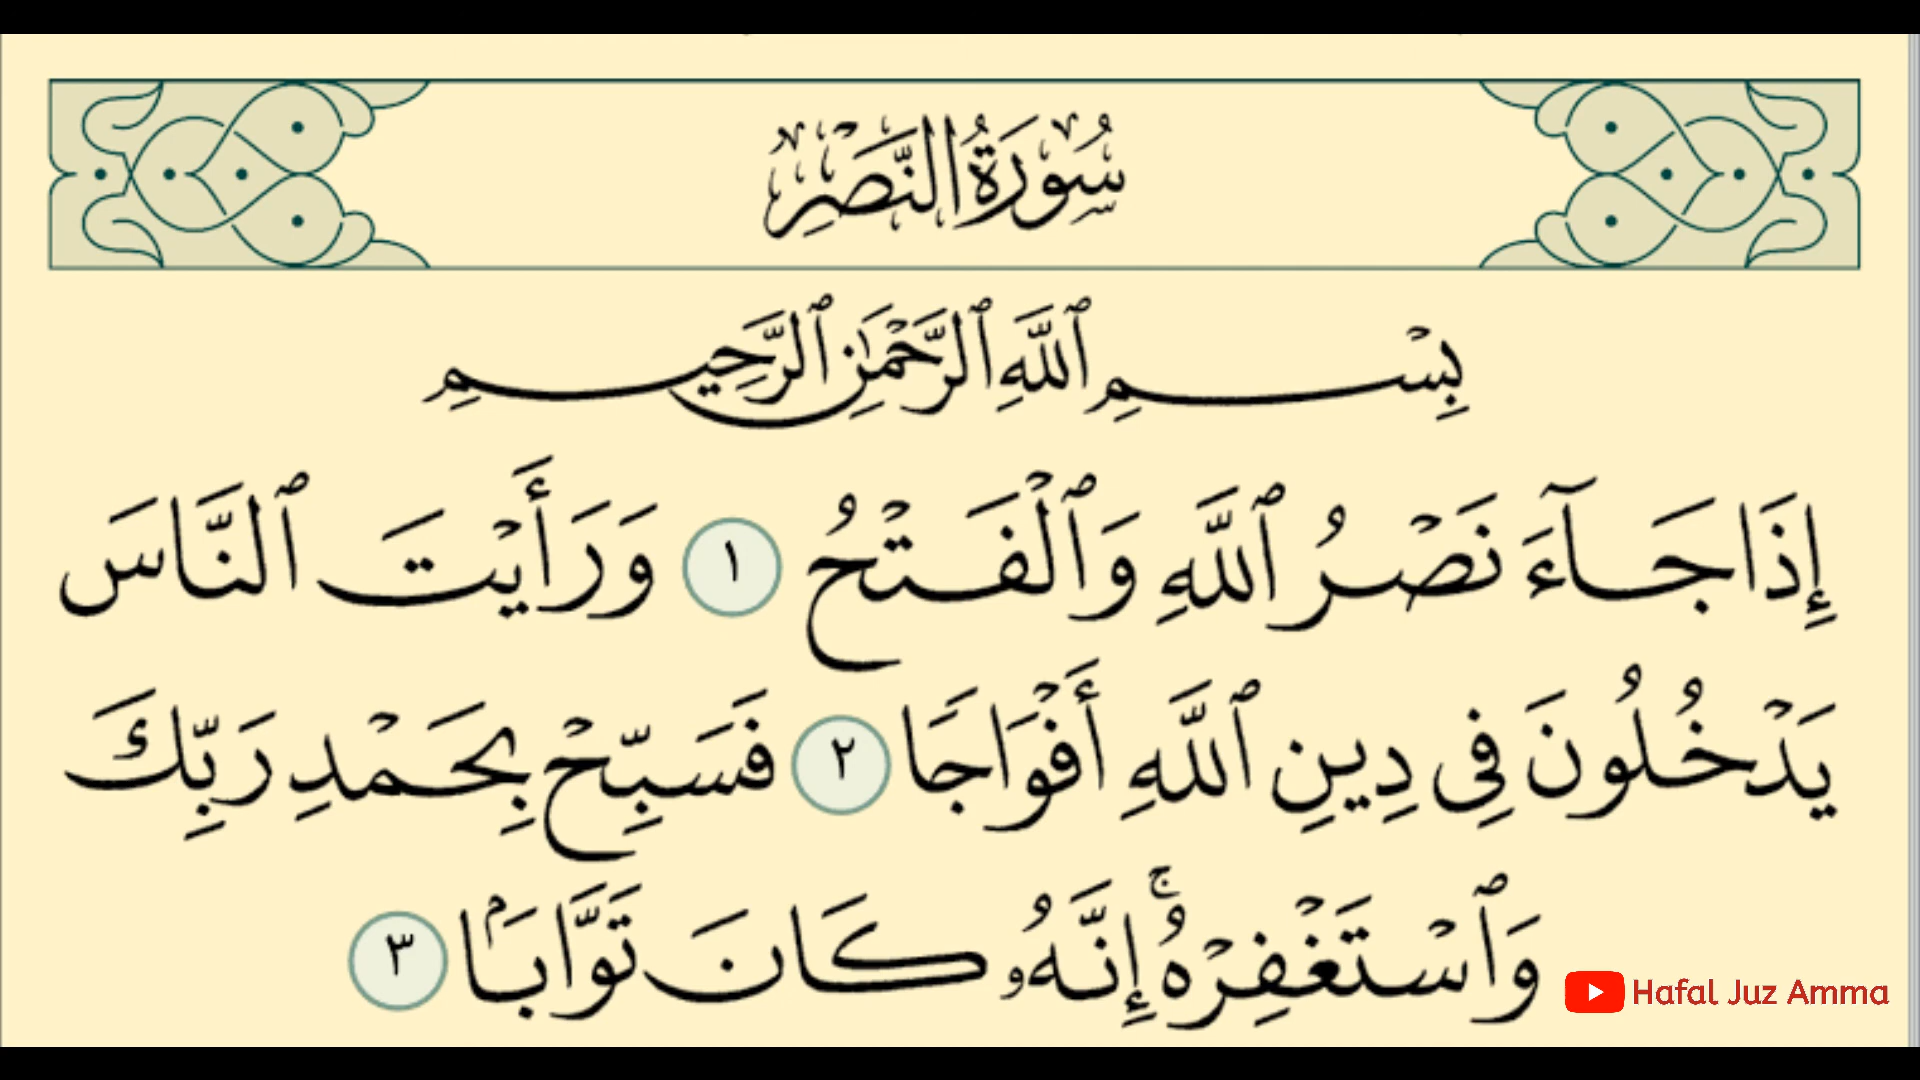 سُورَةُ النَّصْرِ
بِسْمِ ٱللَّهِ ٱلرَّحْمَٰنِ ٱلرَّحِيمِ
إِذَا جَآءَ نَصْرُ ٱللَّهِ وَٱلْفَتْحُ ١ وَرَأَيْتَ ٱلنَّاسَ
يَدْخُلُونَ فِى دِينِ ٱللَّهِ أَفْوَاجًا ٢ فَسَبِّحْ بِحَمْدِ رَبِّكَ
وَٱسْتَغْفِرْهُ ۚ إِنَّهُۥ كَانَ تَوَّابَۢا ٣
Hafal Juz Amma